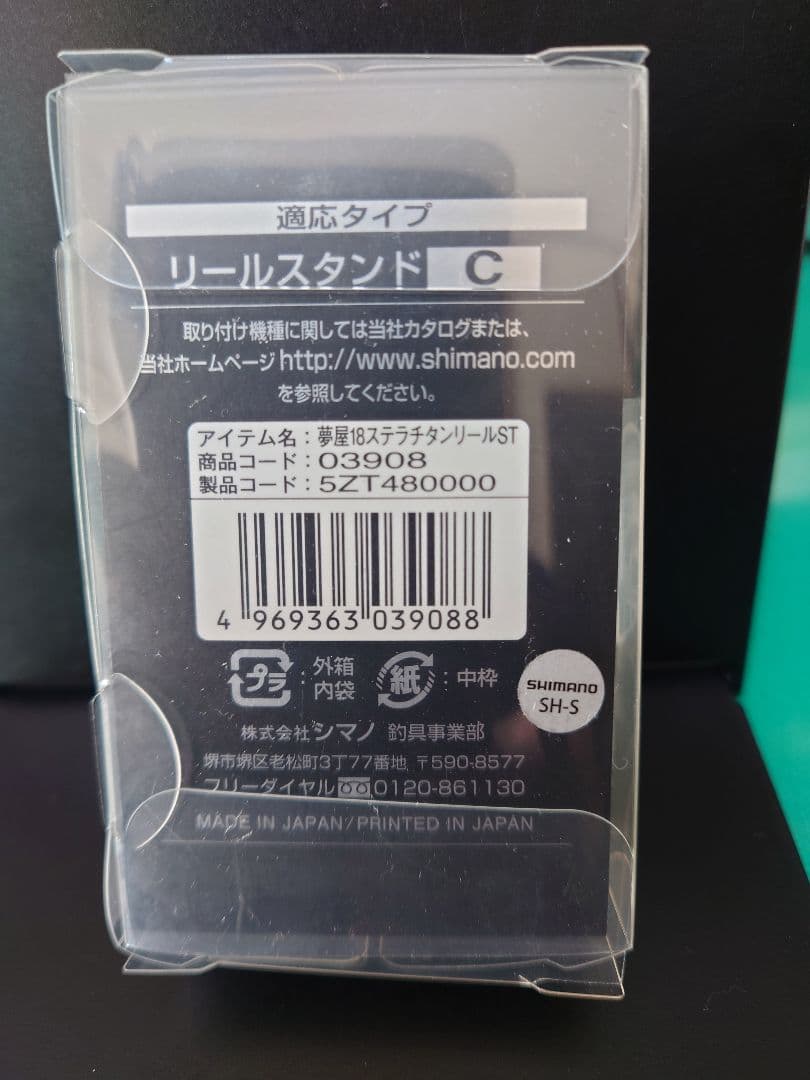 適応タイプ
リールスタンド C
取り付け機種に関しては当社カタログまたは、
当社ホームページhttp://www.shimano.com
を参照してください。
アイテム名：夢屋18ステラチタンリールST
商品コード：03908
製品コード：5ZT480000
4 969363 039088
プラ：外箱 内袋 紙：中枠
SHIMANO
SH-S
株式会社シマノ 釣具事業部
堺市堺区老松町3丁77番地 〒590-8577
フリーダイヤル 0120-861130
MADE IN JAPAN/PRINTED IN JAPAN